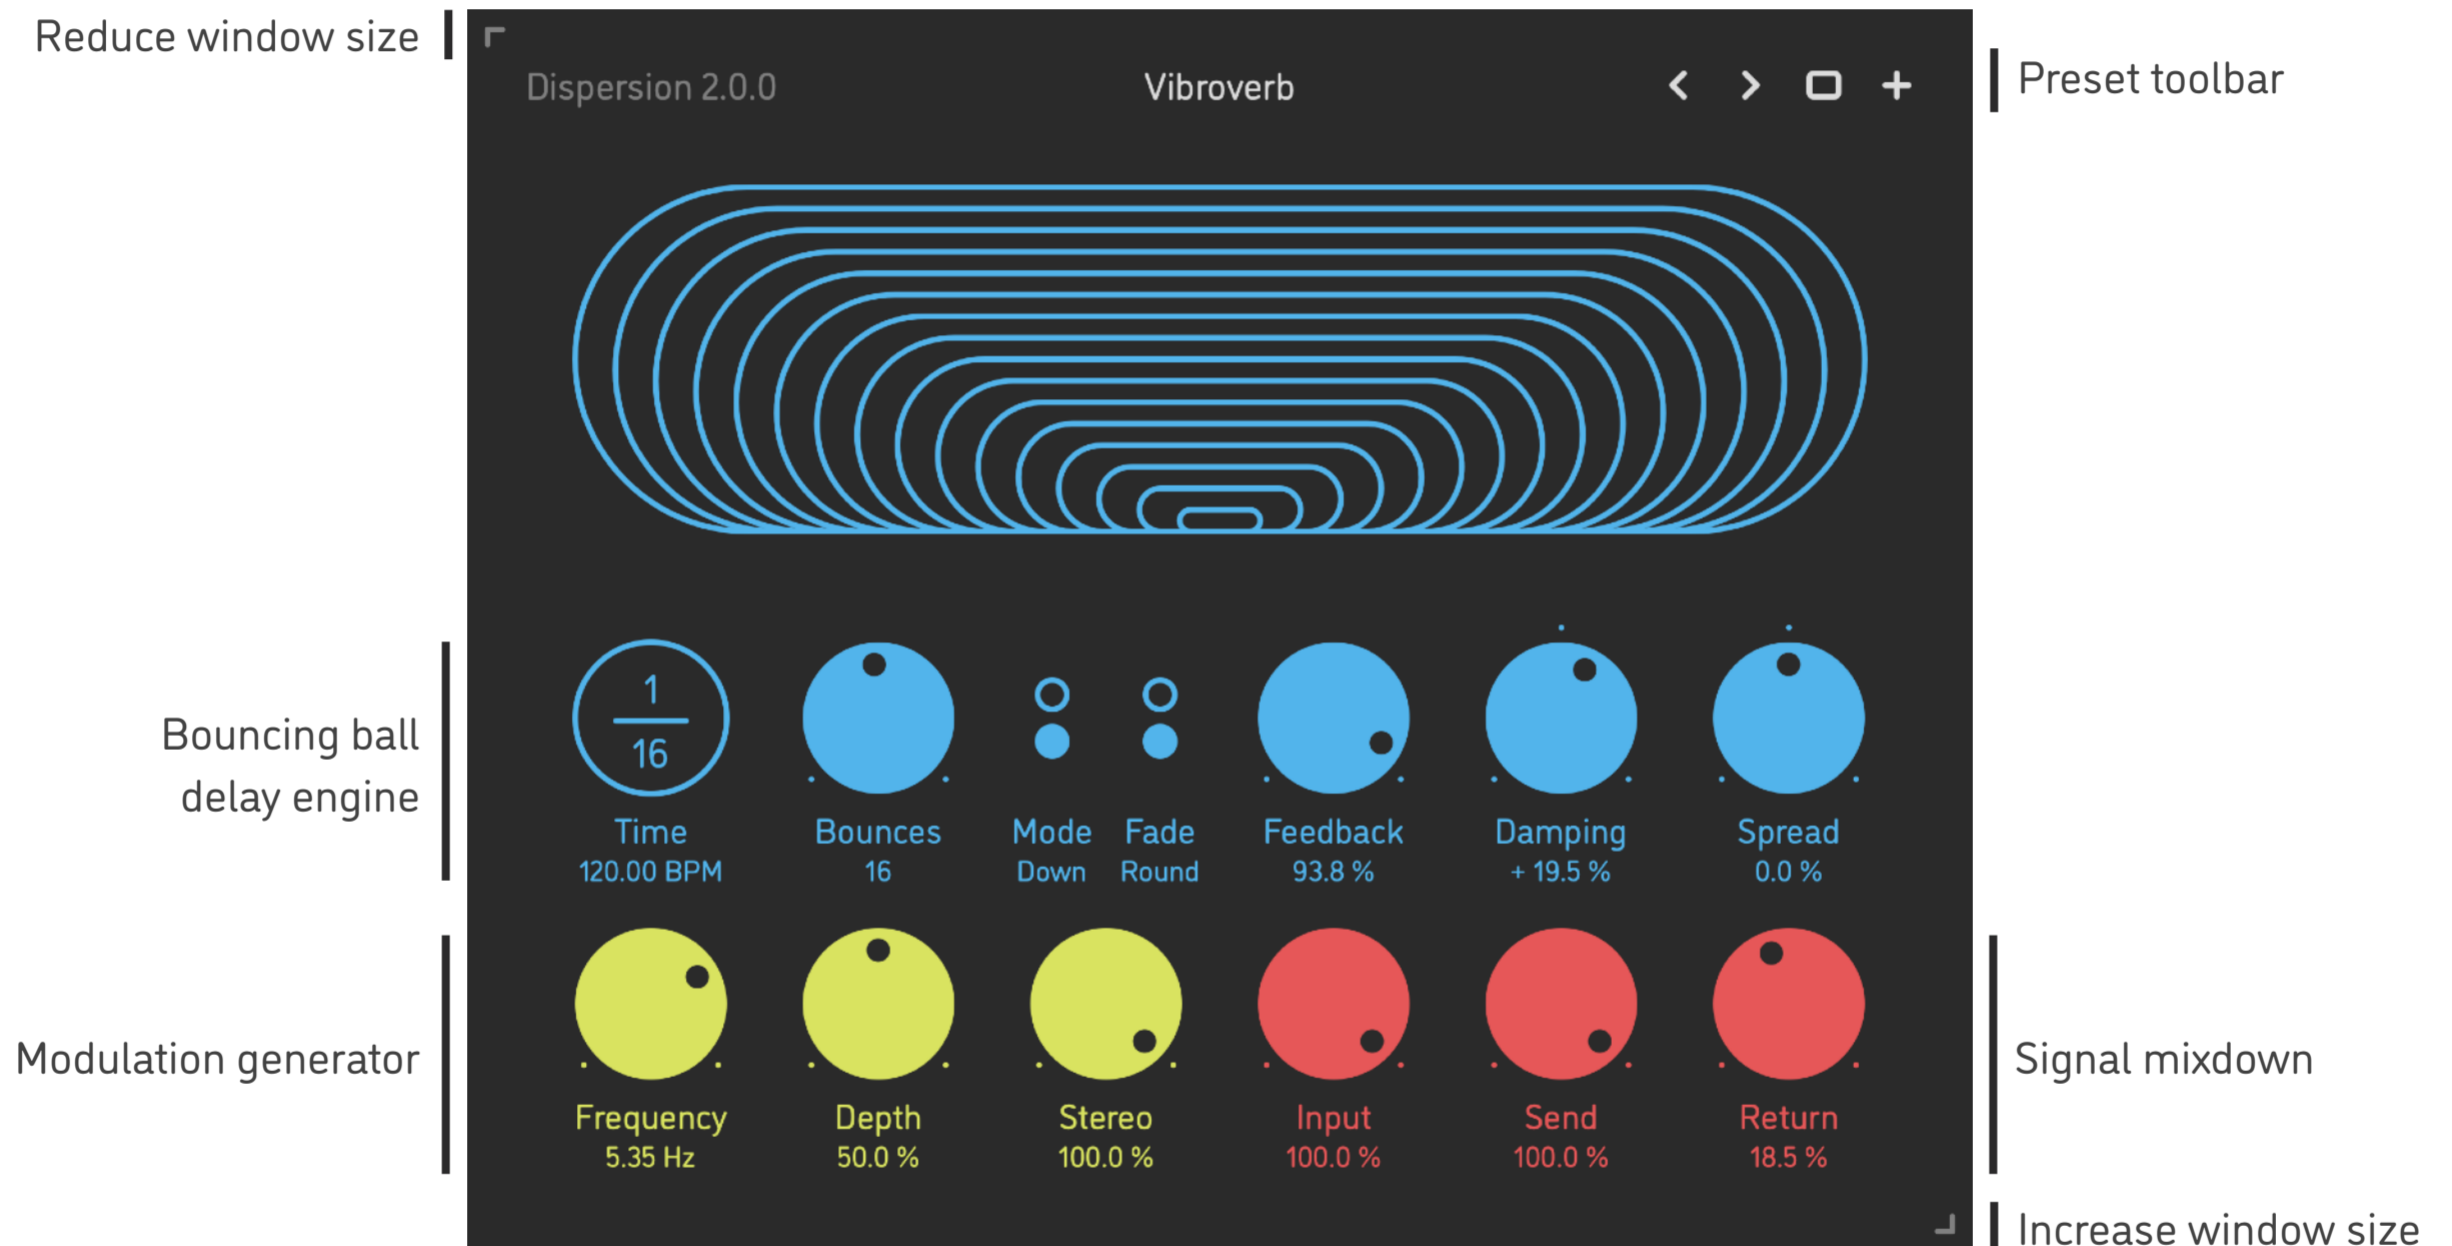 Reduce window size
Dispersion 2.0.0
Vibroverb
Preset toolbar
Bouncing ball
delay engine
1
16
Time
120.00 BPM
Bounces
16
Mode
Down
Fade
Round
Feedback
93.8 %
Damping
+ 19.5 %
Spread
0.0 %
Modulation generator
Frequency
5.35 Hz
Depth
50.0 %
Stereo
100.0 %
Input
100.0 %
Send
100.0 %
Return
18.5 %
Signal mixdown
Increase window size